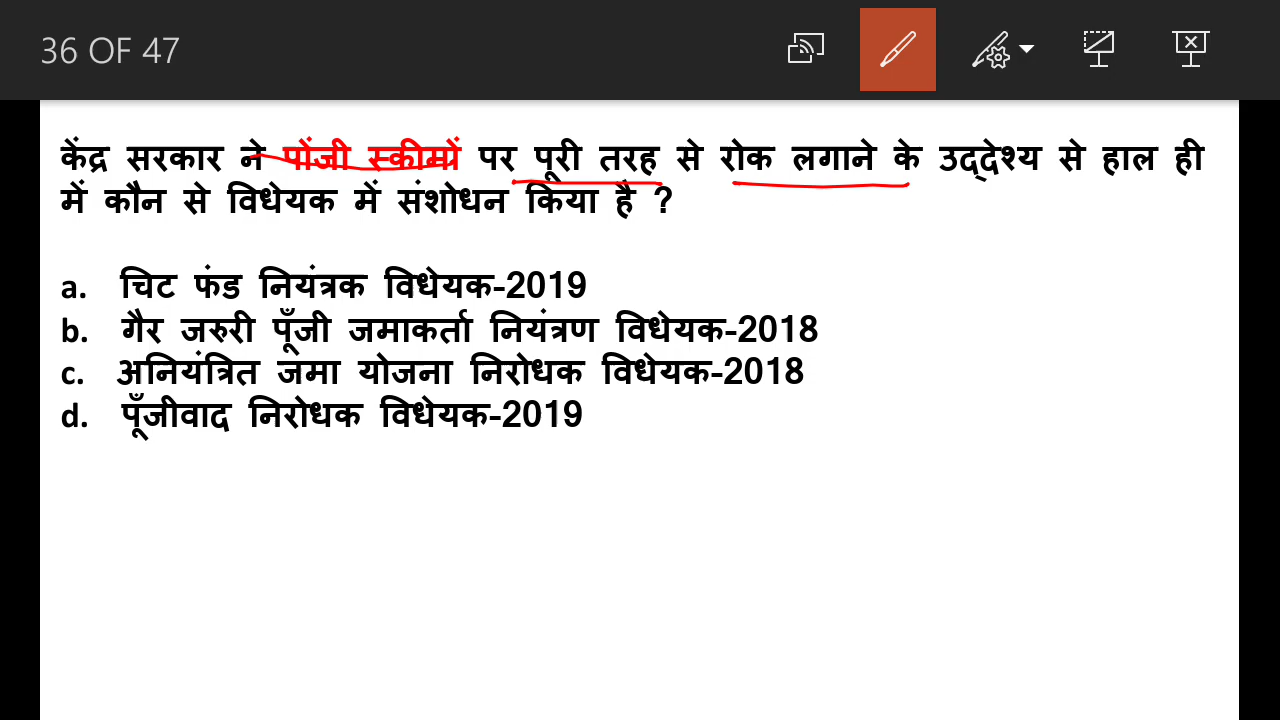 36 OF 47
केंद्र सरकार ने पोंजी स्कीमों पर पूरी तरह से रोक लगाने के उद्देश्य से हाल ही
में कौन से विधेयक में संशोधन किया है ?
a. चिट फंड नियंत्रक विधेयक-2019
b. गैर जरुरी पूँजी जमाकर्ता नियंत्रण विधेयक-2018
c. अनियंत्रित जमा योजना निरोधक विधेयक-2018
d. पूँजीवाद निरोधक विधेयक-2019